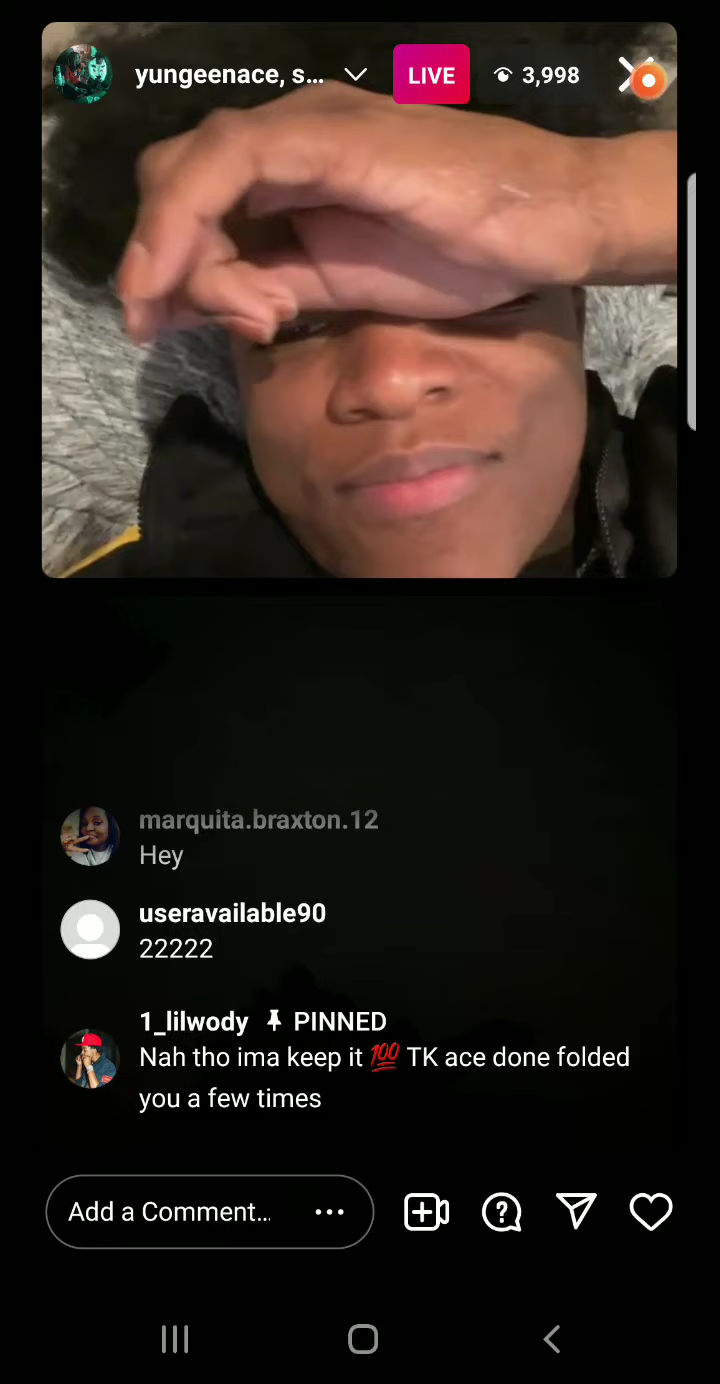 yungeenace, s...
LIVE
3,998
marquita.braxton.12
Hey
useravailable90
22222
1_lilwody PINNED
Nah tho ima keep it 💯 TK ace done folded
you a few times
Add a Comment...